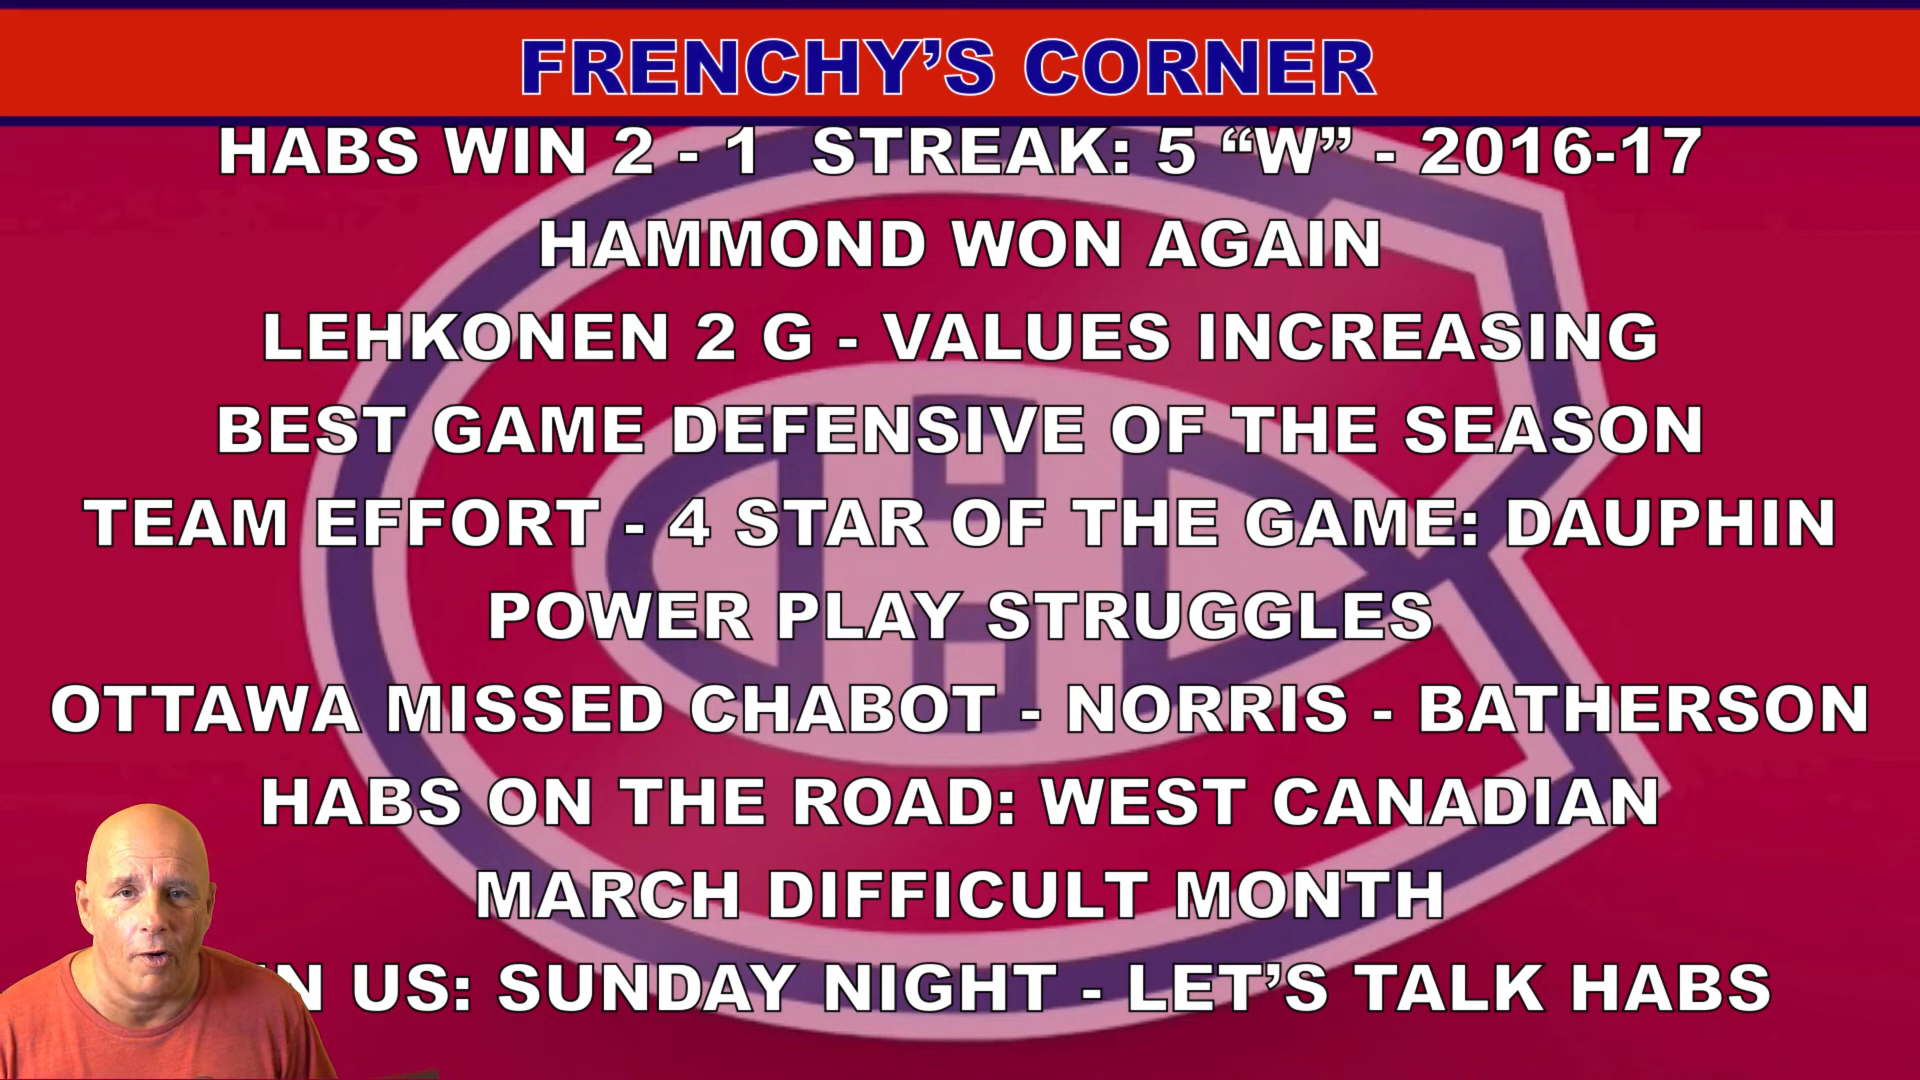 FRENCHY’S CORNER
HABS WIN 2 - 1 STREAK: 5 “W” - 2016-17
HAMMOND WON AGAIN
LEHKONEN 2 G - VALUES INCREASING
BEST GAME DEFENSIVE OF THE SEASON
TEAM EFFORT - 4 STAR OF THE GAME: DAUPHIN
POWER PLAY STRUGGLES
OTTAWA MISSED CHABOT - NORRIS - BATHERSON
HABS ON THE ROAD: WEST CANADIAN
MARCH DIFFICULT MONTH
US: SUNDAY NIGHT - LET’S TALK HABS